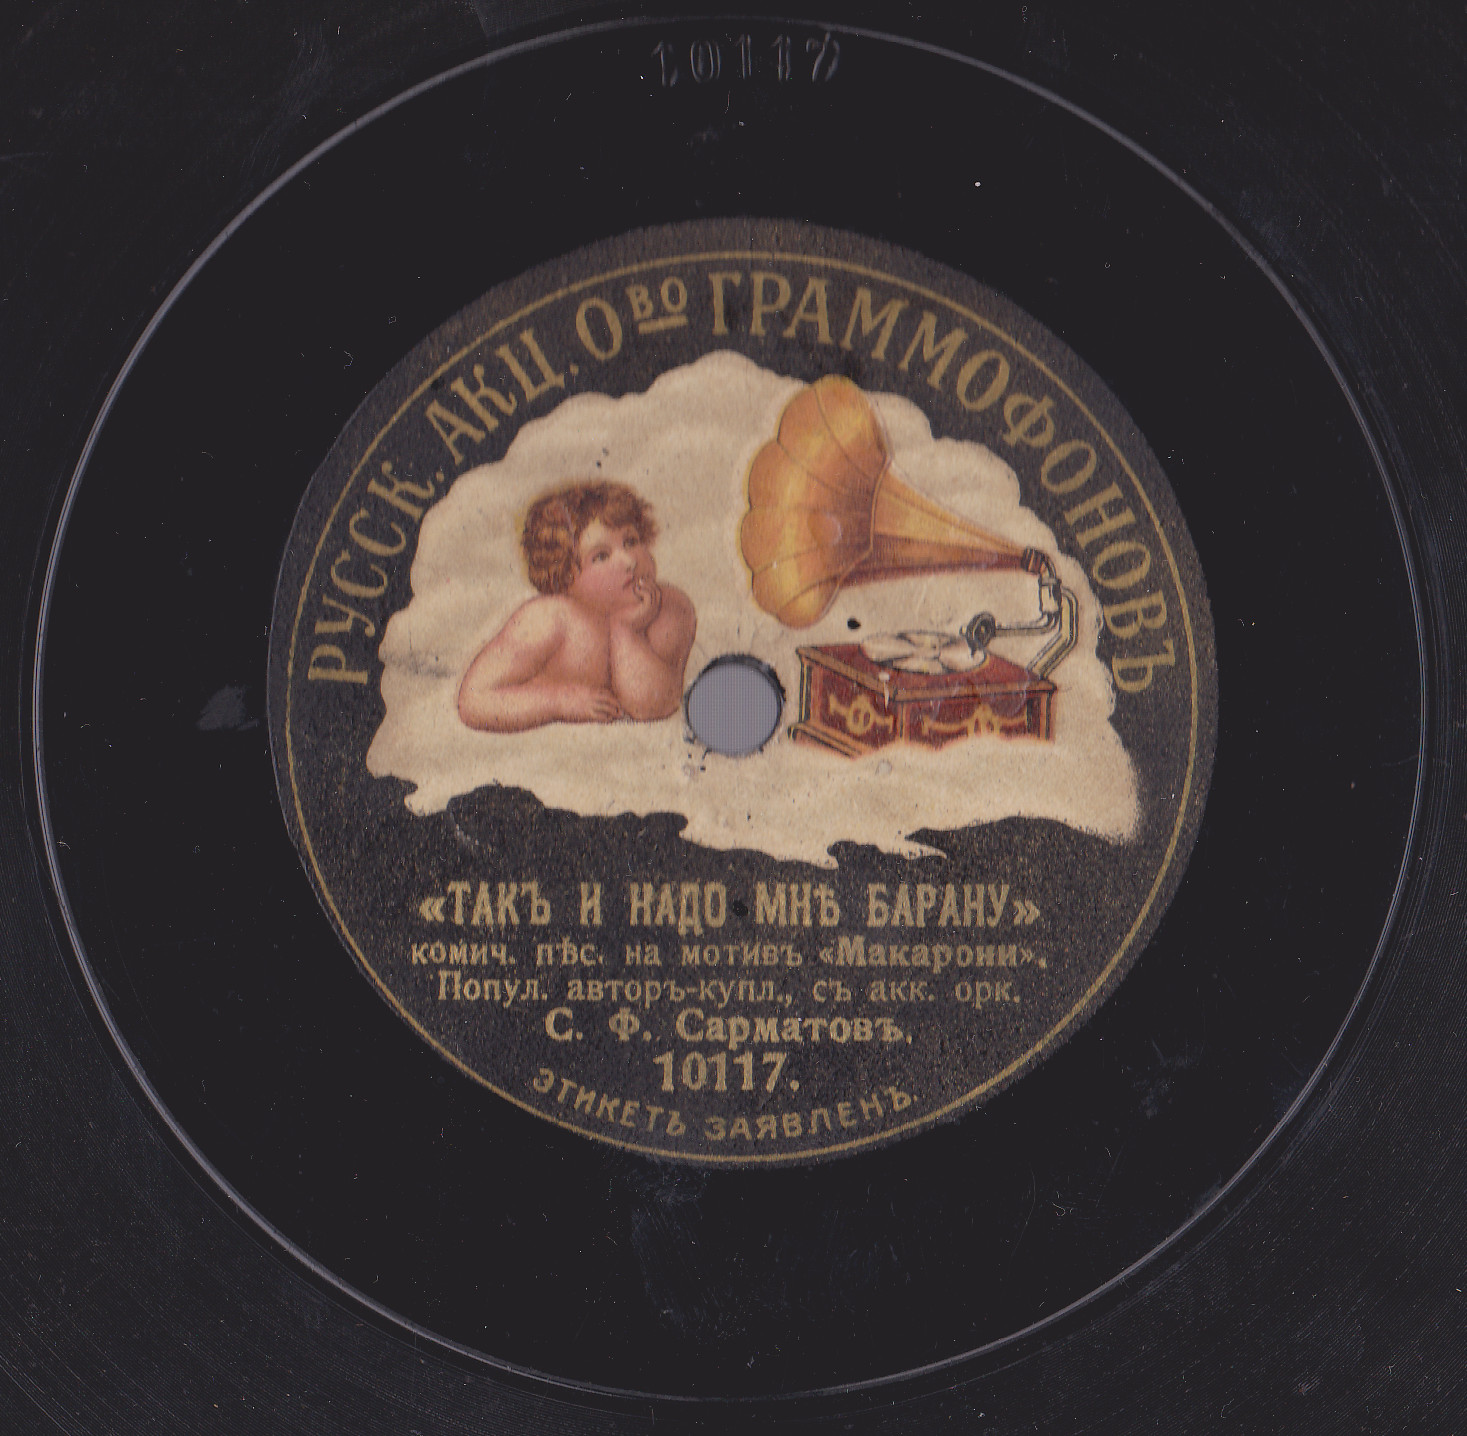 10117
РУССК. АКЦ. Oво ГРАММОФОНОВЪ
«ТАКЪ И НАДО МНѢ БАРАНУ»
комич. пѣс. на мотивъ «Макарони».
Попул. авторъ-купл., съ акк. орк.
С. Ф. Сарматовъ.
10117.
ЭТИКЕТЪ ЗАЯВЛЕНЪ.